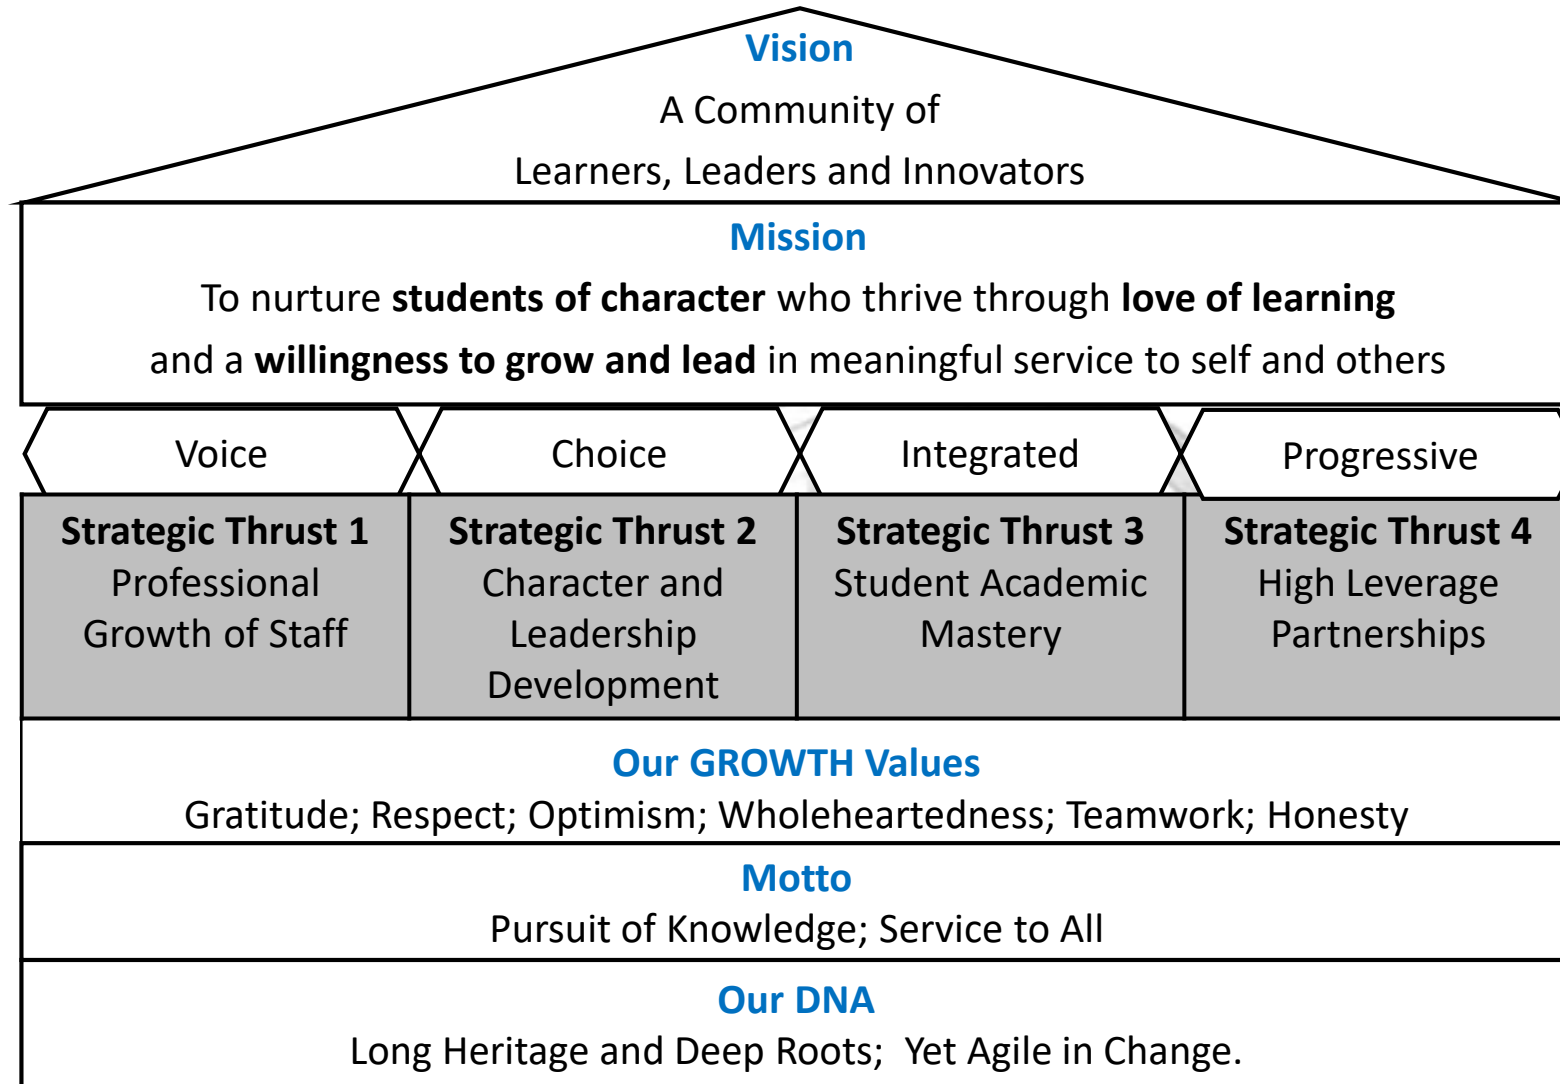 Vision
A Community of
Learners, Leaders and Innovators
Mission
To nurture students of character who thrive through love of learning
and a willingness to grow and lead in meaningful service to self and others
Voice
Choice
Integrated
Progressive
Strategic Thrust 1
Professional
Growth of Staff
Strategic Thrust 2
Character and
Leadership
Development
Strategic Thrust 3
Student Academic
Mastery
Strategic Thrust 4
High Leverage
Partnerships
Our GROWTH Values
Gratitude; Respect; Optimism; Wholeheartedness; Teamwork; Honesty
Motto
Pursuit of Knowledge; Service to All
Our DNA
Long Heritage and Deep Roots;  Yet Agile in Change.